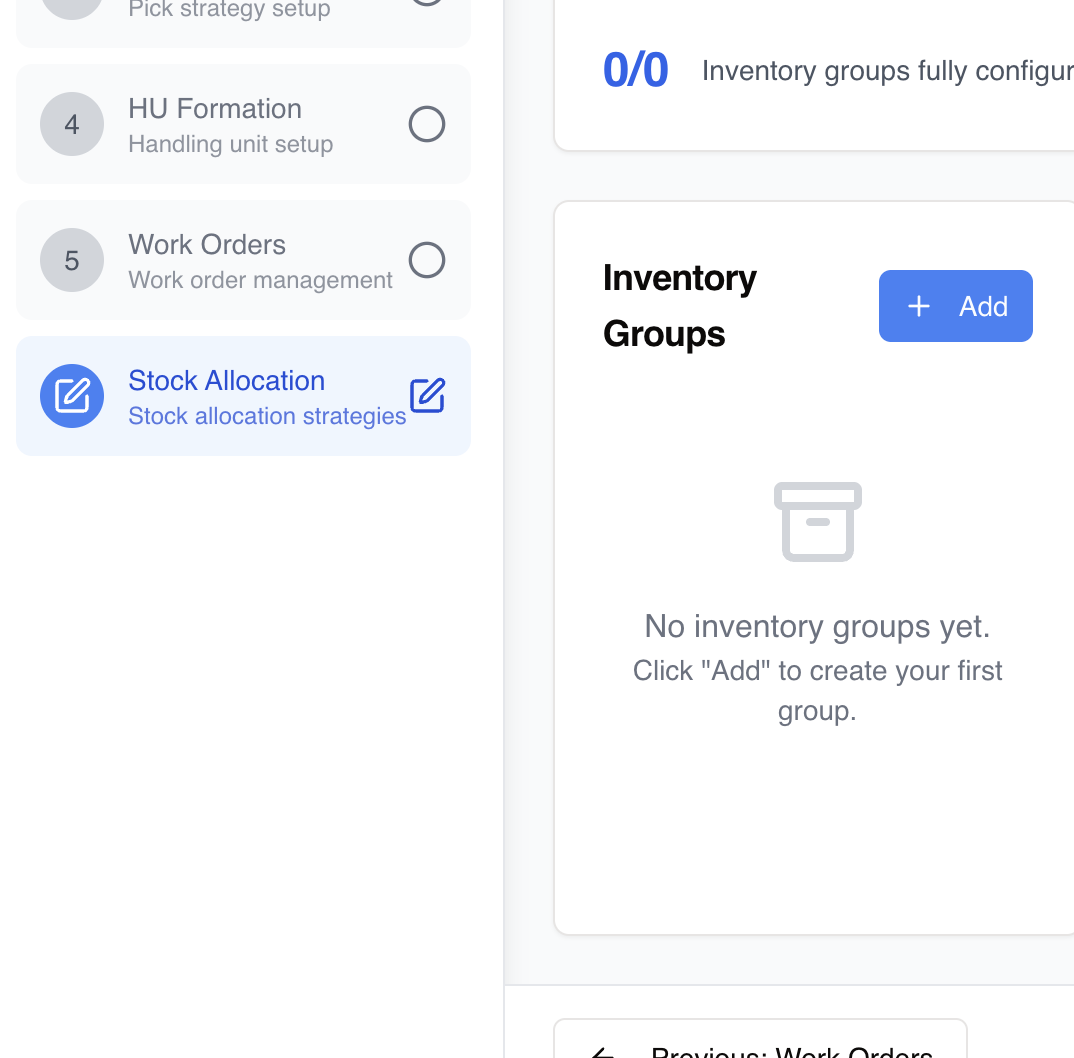 Pick strategy setup
4
HU Formation
Handling unit setup
5
Work Orders
Work order management
Stock Allocation
Stock allocation strategies
0/0
Inventory groups fully
Inventory
Groups
Add
No inventory groups yet.
Click "Add" to create your first
group.
Previous: Work Orders